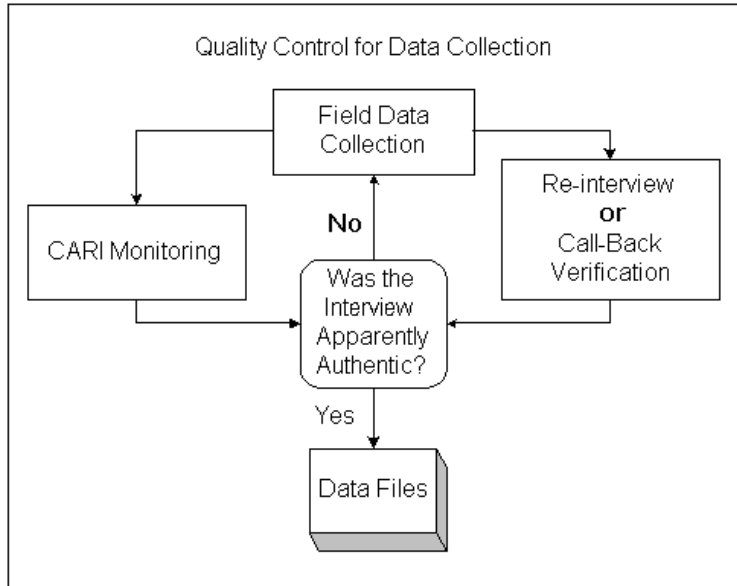 Quality Control for Data Collection
Field Data
Collection
CARI Monitoring
Re-interview
or
Call-Back
Verification
No
Was the
Interview
Apparently
Authentic?
Yes
Data Files